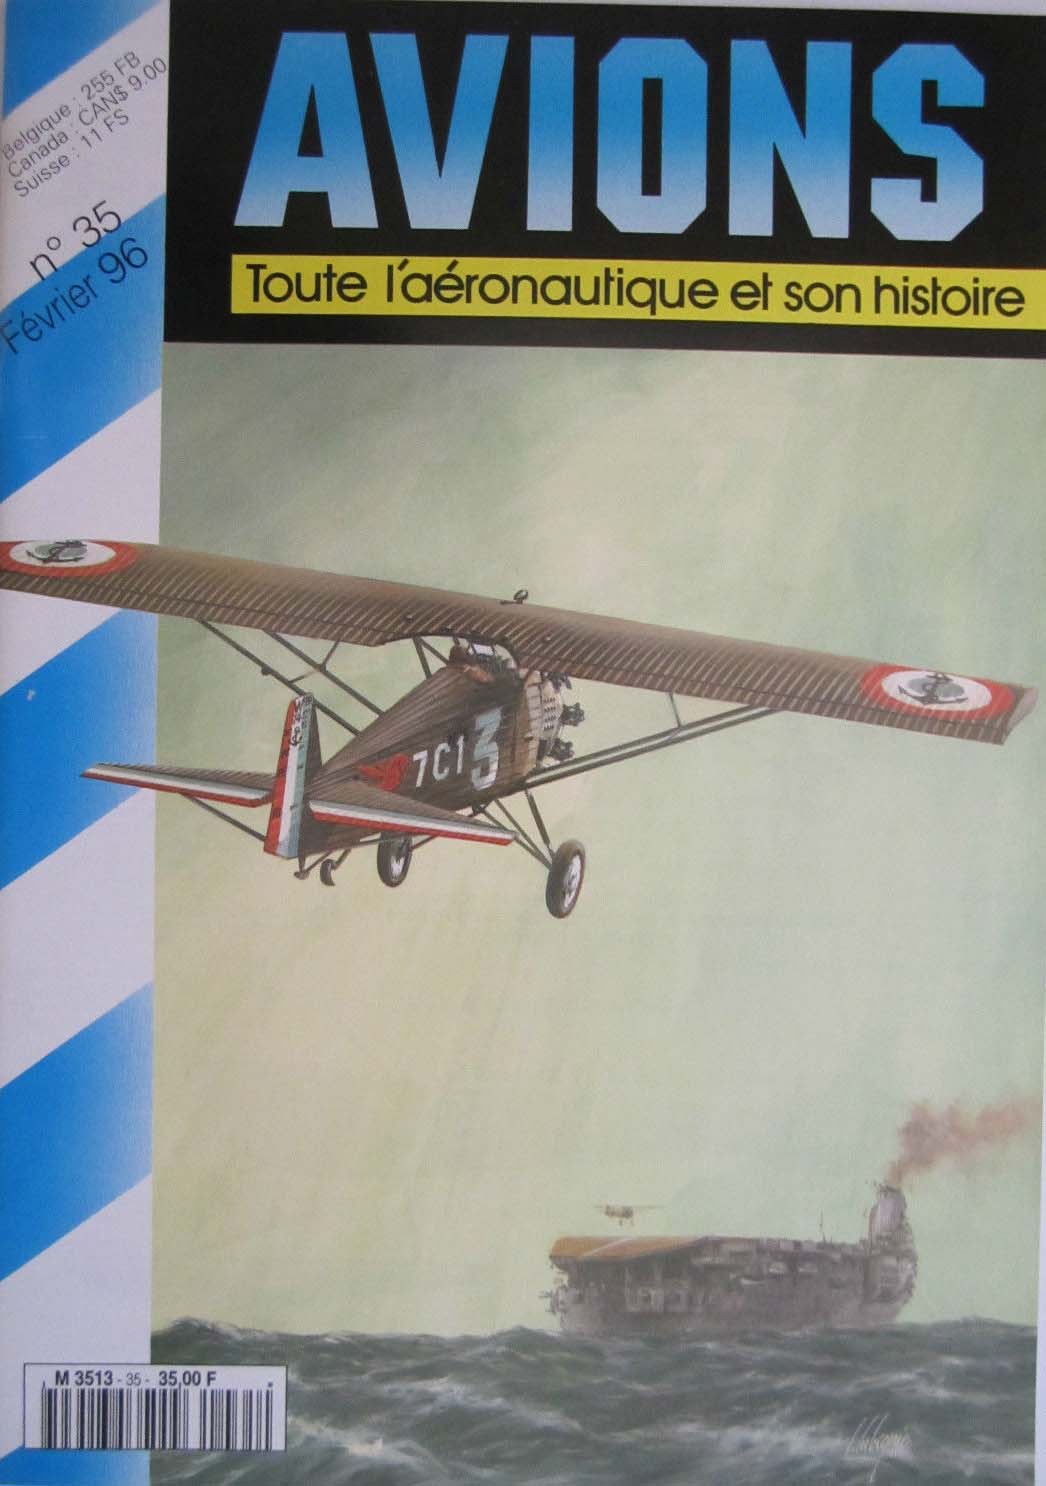 Belgique : 255 FB
Canada : CAN$ 9.00
Suisse : 11 FS
n° 35
Février 96
AVIONS
Toute l'aéronautique et son histoire
7C1 3
M 3513 - 35 - 35,00 F